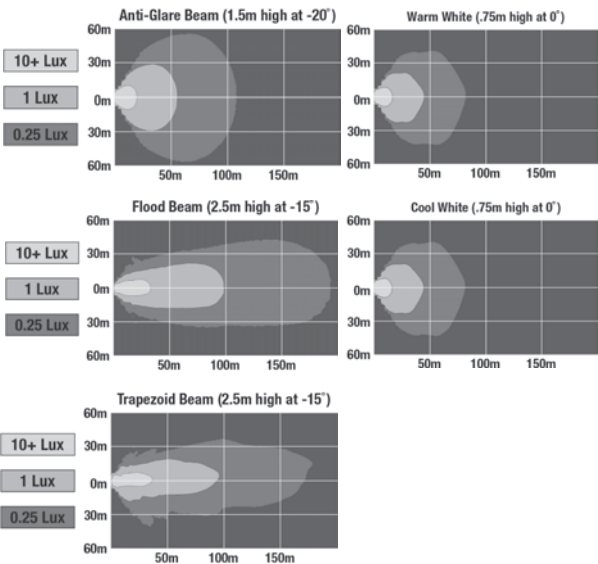 Anti-Glare Beam (1.5m high at -20˚)
60m
30m
0m
30m
60m
50m 100m 150m
10+ Lux
1 Lux
0.25 Lux
Warm White (.75m high at 0˚)
60m
30m
0m
30m
60m
50m 100m 150m
Flood Beam (2.5m high at -15˚)
60m
30m
0m
30m
60m
50m 100m 150m
10+ Lux
1 Lux
0.25 Lux
Cool White (.75m high at 0˚)
60m
30m
0m
30m
60m
50m 100m 150m
Trapezoid Beam (2.5m high at -15˚)
60m
30m
0m
30m
60m
50m 100m 150m
10+ Lux
1 Lux
0.25 Lux